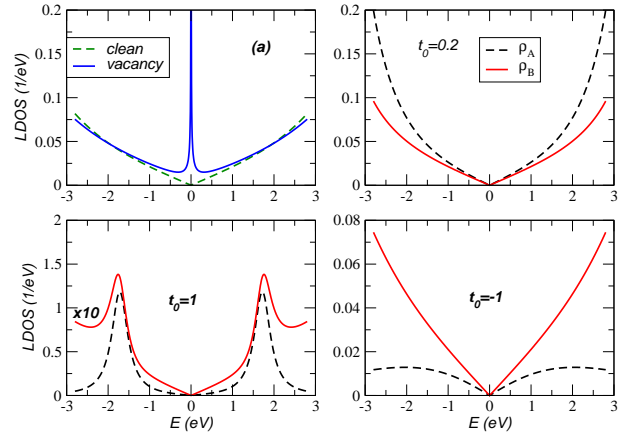 0.2
0.15
0.1
0.05
0
LDOS (1/eV)
clean
vacancy
(a)
-3 -2 -1 0 1 2 3
0.2
0.15
0.1
0.05
0
t0=0.2
ρA
ρB
-3 -2 -1 0 1 2 3
2
1.5
1
0.5
0
LDOS (1/eV)
x10
t0=1
-3 -2 -1 0 1 2 3
E (eV)
0.08
0.06
0.04
0.02
0
t0=-1
-3 -2 -1 0 1 2 3
E (eV)